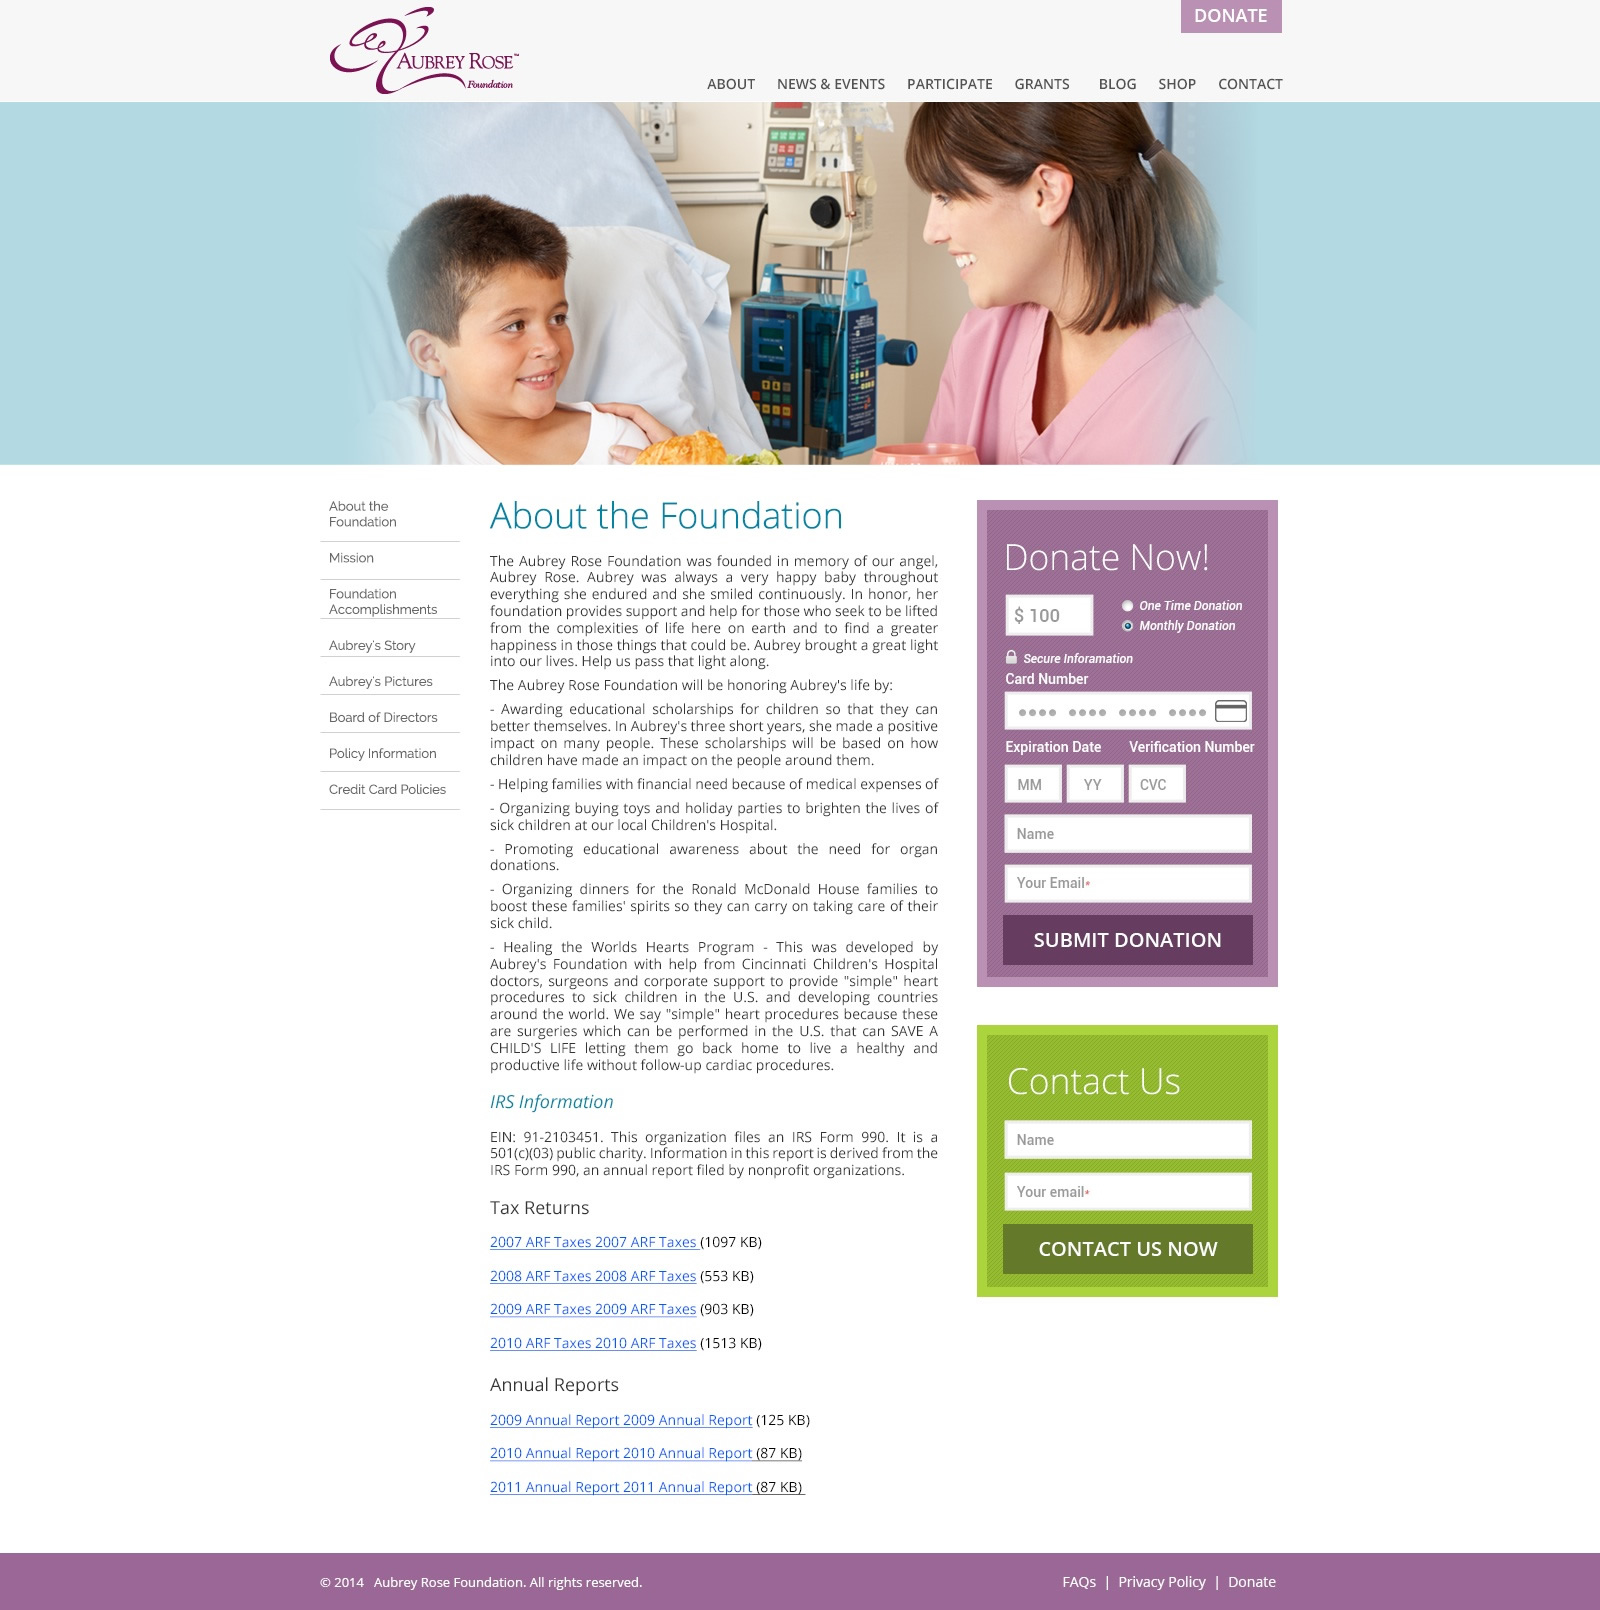 DONATE
AUBREY ROSE™
Foundation
ABOUT NEWS & EVENTS PARTICIPATE GRANTS BLOG SHOP CONTACT
About the
Foundation
Mission
Foundation
Accomplishments
Aubrey's Story
Aubrey's Pictures
Board of Directors
Policy Information
Credit Card Policies
About the Foundation
The Aubrey Rose Foundation was founded in memory of our angel,
Aubrey Rose. Aubrey was always a very happy baby throughout
everything she endured and she smiled continuously. In honor, her
foundation provides support and help for those who seek to be lifted
from the complexities of life here on earth and to find a greater
happiness in those things that could be. Aubrey brought a great light
into our lives. Help us pass that light along.
The Aubrey Rose Foundation will be honoring Aubrey's life by:
- Awarding educational scholarships for children so that they can
better themselves. In Aubrey's three short years, she made a positive
impact on many people. These scholarships will be based on how
children have made an impact on the people around them.
- Helping families with financial need because of medical expenses of
- Organizing buying toys and holiday parties to brighten the lives of
sick children at our local Children's Hospital.
- Promoting educational awareness about the need for organ
donations.
- Organizing dinners for the Ronald McDonald House families to
boost these families' spirits so they can carry on taking care of their
sick child.
- Healing the Worlds Hearts Program - This was developed by
Aubrey's Foundation with help from Cincinnati Children's Hospital
doctors, surgeons and corporate support to provide "simple" heart
procedures to sick children in the U.S. and developing countries
around the world. We say "simple" heart procedures because these
are surgeries which can be performed in the U.S. that can SAVE A
CHILD'S LIFE letting them go back home to live a healthy and
productive life without follow-up cardiac procedures.
IRS Information
EIN: 91-2103451. This organization files an IRS Form 990. It is a
501(c)(03) public charity. Information in this report is derived from the
IRS Form 990, an annual report filed by nonprofit organizations.
Tax Returns
2007 ARF Taxes 2007 ARF Taxes (1097 KB)
2008 ARF Taxes 2008 ARF Taxes (553 KB)
2009 ARF Taxes 2009 ARF Taxes (903 KB)
2010 ARF Taxes 2010 ARF Taxes (1513 KB)
Annual Reports
2009 Annual Report 2009 Annual Report (125 KB)
2010 Annual Report 2010 Annual Report (87 KB)
2011 Annual Report 2011 Annual Report (87 KB)
Donate Now!
$ 100
One Time Donation
Monthly Donation
Secure Inforamation
Card Number
Expiration Date Verification Number
MM YY CVC
Name
Your Email*
SUBMIT DONATION
Contact Us
Name
Your email*
CONTACT US NOW
© 2014 Aubrey Rose Foundation. All rights reserved.
FAQs | Privacy Policy | Donate